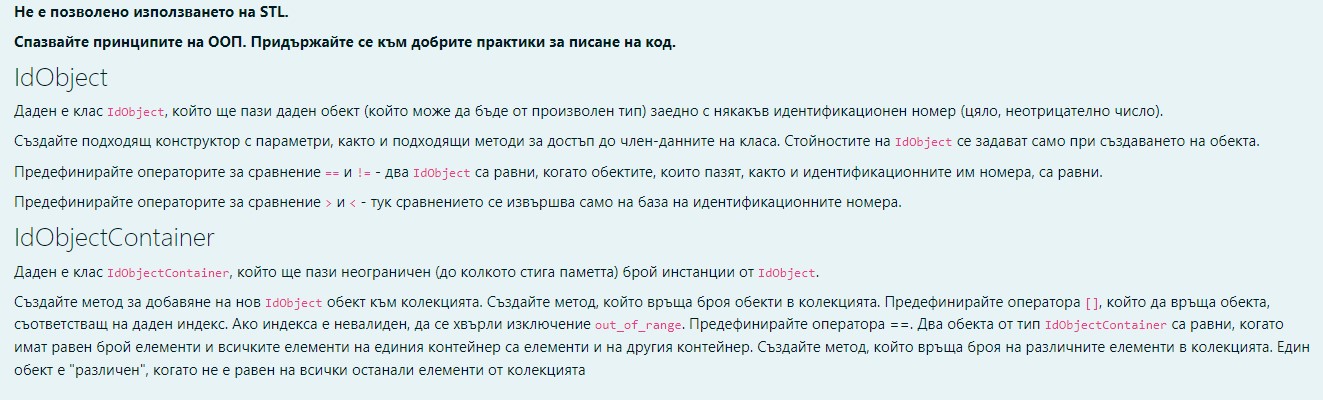 Не е позволено използването на STL.
Спазвайте принципите на ООП. Придържайте се към добрите практики за писане на код.
IdObject
Даден е клас IdObject, който ще пази даден обект (който може да бъде от произволен тип) заедно с някакъв идентификационен номер (цяло, неотрицателно число).
Създайте подходящ конструктор с параметри, както и подходящи методи за достъп до член-данните на класа. Стойностите на IdObject се задават само при създаването на обекта.
Предефинирайте операторите за сравнение == и != - два IdObject са равни, когато обектите, които пазят, както и идентификационните им номера, са равни.
Предефинирайте операторите за сравнение > и < - тук сравнението се извършва само на база на идентификационните номера.
IdObjectContainer
Даден е клас IdObjectContainer, който ще пази неограничен (до колкото стига паметта) брой инстанции от IdObject.
Създайте метод за добавяне на нов IdObject обект към колекцията. Създайте метод, който връща броя обекти в колекцията. Предефинирайте оператора [], който да връща обекта,
съответстващ на даден индекс. Ако индекса е невалиден, да се хвърли изключение out_of_range. Предефинирайте оператора ==. Два обекта от тип IdObjectContainer са равни, когато
имат равен брой елементи и всичките елементи на единия контейнер са елементи и на другия контейнер. Създайте метод, който връща броя на различните елементи в колекцията. Един
обект е "различен", когато не е равен на всички останали елементи от колекцията